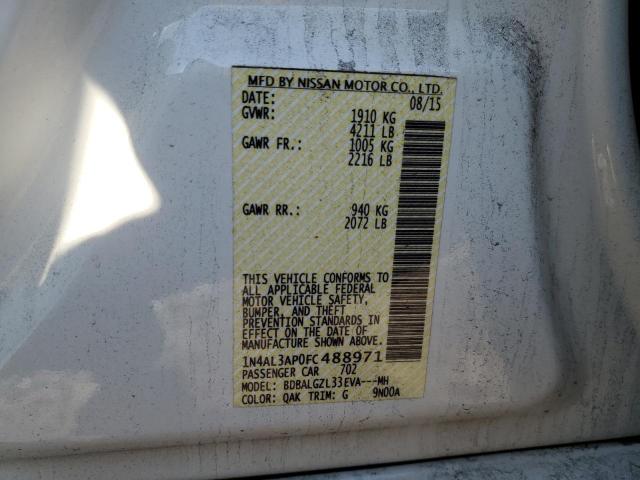 MFD BY NISSAN MOTOR CO., LTD.
DATE: 08/15
GVWR: 1910 KG
4211 LB
GAWR FR.: 1005 KG
2216 LB
GAWR RR.: 940 KG
2072 LB
THIS VEHICLE CONFORMS TO
ALL APPLICABLE FEDERAL
MOTOR VEHICLE SAFETY,
BUMPER, AND THEFT
PREVENTION STANDARDS IN
EFFECT ON THE DATE OF
MANUFACTURE SHOWN ABOVE.
1N4AL3AP0FC488971
PASSENGER CAR 702
MODEL: BDBALGZL33EVA---MH
COLOR: QAK TRIM: G 9N00A